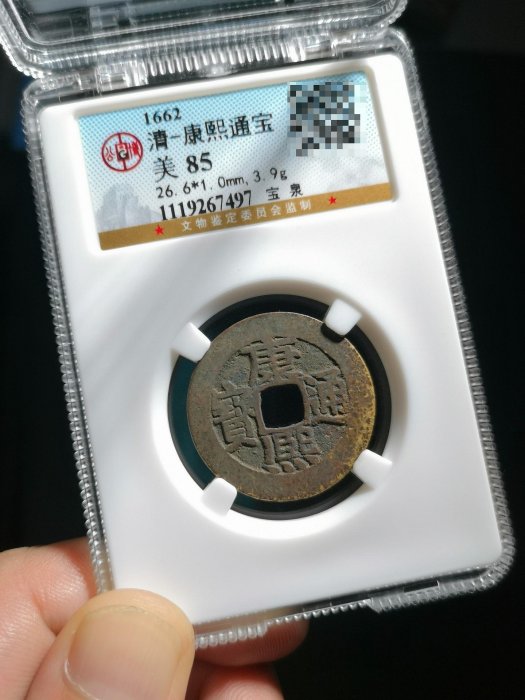 1662
清-康熙通宝
美 85
26.6*1.0mm, 3.9g
1119267497 宝泉
文物鉴定委员会监制
康熙通寳